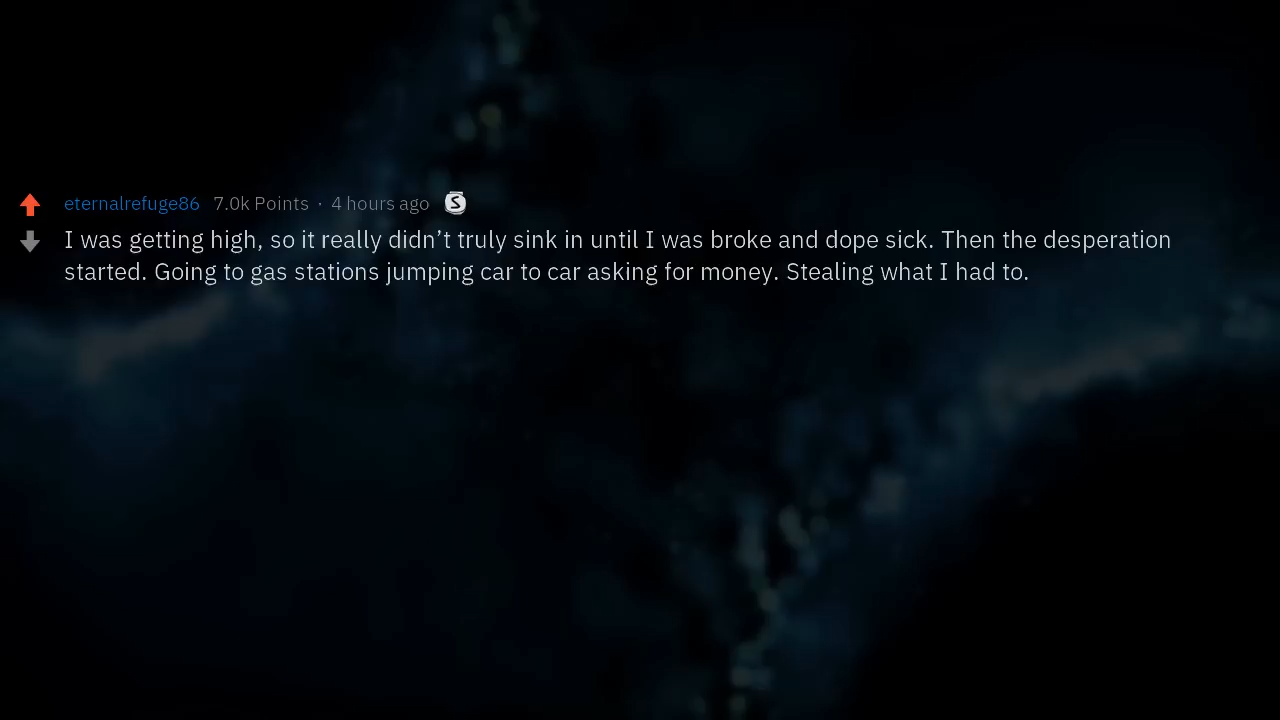 eternalrefuge86 7.0k Points · 4 hours ago S
I was getting high, so it really didn’t truly sink in until I was broke and dope sick. Then the desperation
started. Going to gas stations jumping car to car asking for money. Stealing what I had to.